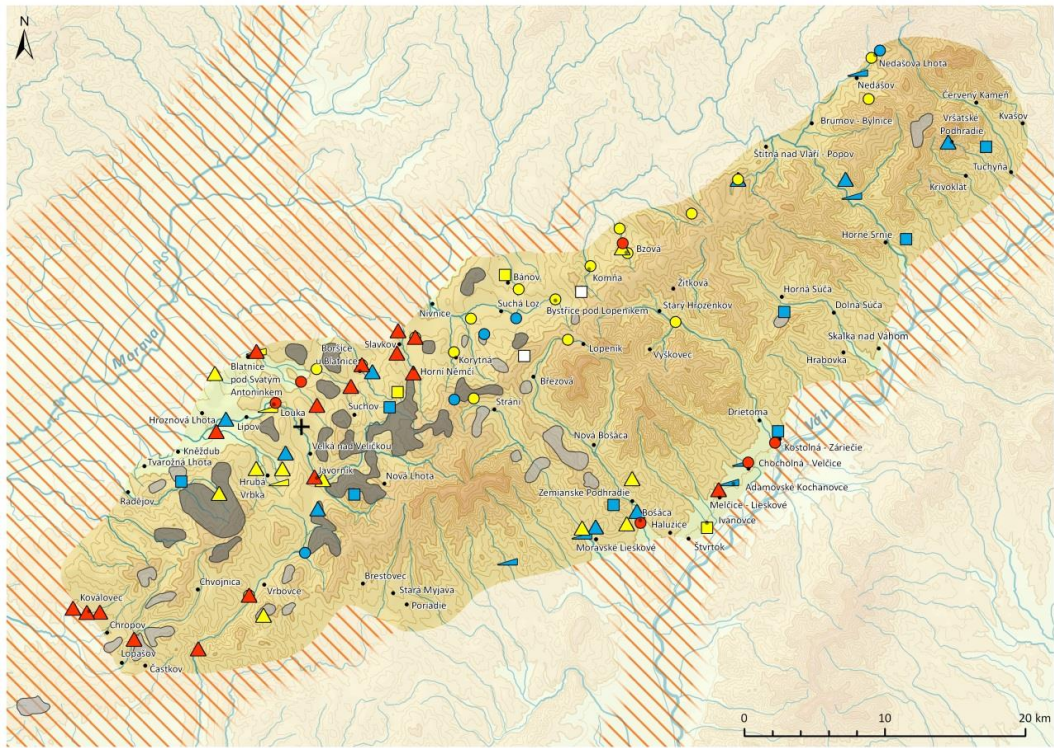 N
Nedašova Lhota
Nedašov
Červený Kameň
Brumov - Bylnice
Vršatské
Podhradie
Kvašov
Štítná nad Vláří - Popov
Tuchyňa
Krivoklát
Horné Srnie
Bzová
Komňa
Bánov
Žítková
Starý Hrozenkov
Horná Súča
Nivnice
Suchá Loz
Bystřice pod Lopeníkem
Dolná Súča
Morava
Skalka nad Váhom
Slavkov
Lopeník
Vyškovec
Hrabovka
Boršice
u Blatnice
Korytná
Blatnice
pod Svatým
Antonínkem
Horní Němčí
Březová
Suchov
Strání
Louka
Hroznová Lhota
Lipov
Drietoma
Váh
Velká nad Veličkou
Nová Bošáca
Kostolná - Záriečie
Kněždub
Tvarožná Lhota
Chocholná - Velčice
Hrubá
Vrbka
Javorník
Nová Lhota
Adamovské Kochanovce
Radějov
Zemianske Podhradie
Melčice - Lieskové
Bošáca
Ivanovce
Haluzice
Moravské Lieskové
Štvrtok
Chvojnica
Brestovec
Vrbovce
Stará Myjava
Koválovec
Poriadie
Chropov
Lopašov
Častkov
0 10 20 km